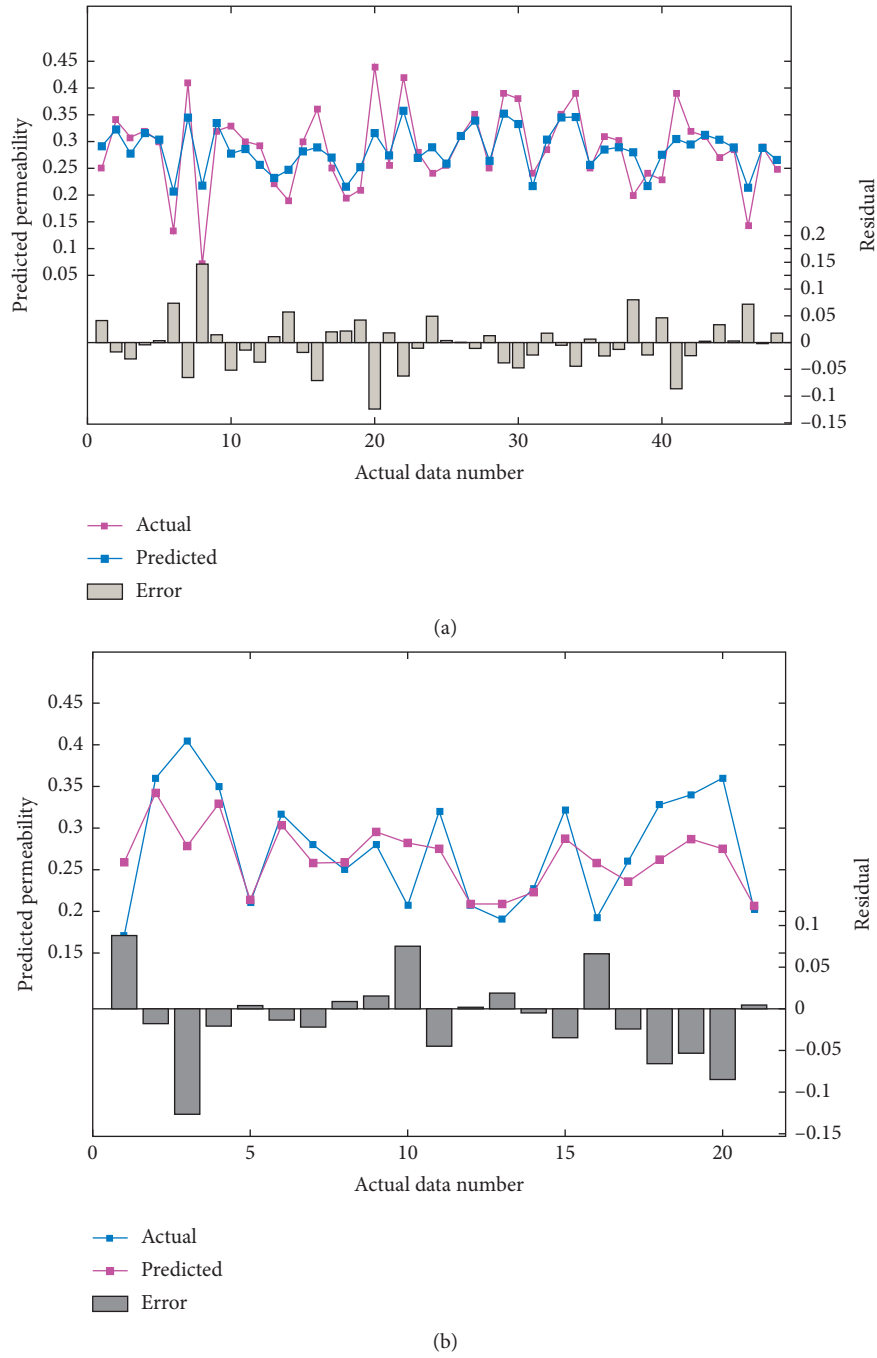 0.45
0.4
0.35
0.3
0.25
0.2
0.15
0.1
0.05
Predicted permeability
0.2
0.15
0.1
0.05
0
−0.05
−0.1
−0.15
Residual
0
10
20
30
40
Actual data number
Actual
Predicted
Error
(a)
0.45
0.4
0.35
0.3
0.25
0.2
0.15
Predicted permeability
0.1
0.05
0
−0.05
−0.1
−0.15
Residual
0
5
10
15
20
Actual data number
Actual
Predicted
Error
(b)